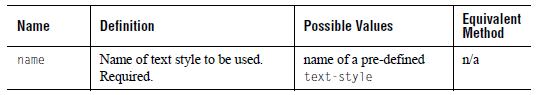 Name Definition Possible Values Equivalent Method
name Name of text style to be used. name of a pre-defined n/a
Required. text-style